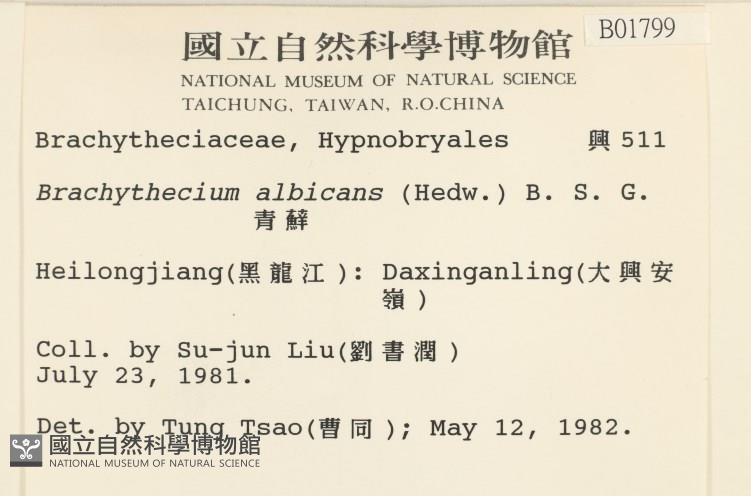 國立自然科學博物館 B01799
NATIONAL MUSEUM OF NATURAL SCIENCE
TAICHUNG, TAIWAN, R.O.CHINA
Brachytheciaceae, Hypnobryales 興 511
Brachythecium albicans (Hedw.) B. S. G.
青蘚
Heilongjiang(黑龍江): Daxinganling(大興安
嶺)
Coll. by Su-jun Liu(劉書潤)
July 23, 1981.
Det. by Tung Tsao(曹同); May 12, 1982.
國立自然科學博物館
NATIONAL MUSEUM OF NATURAL SCIENCE